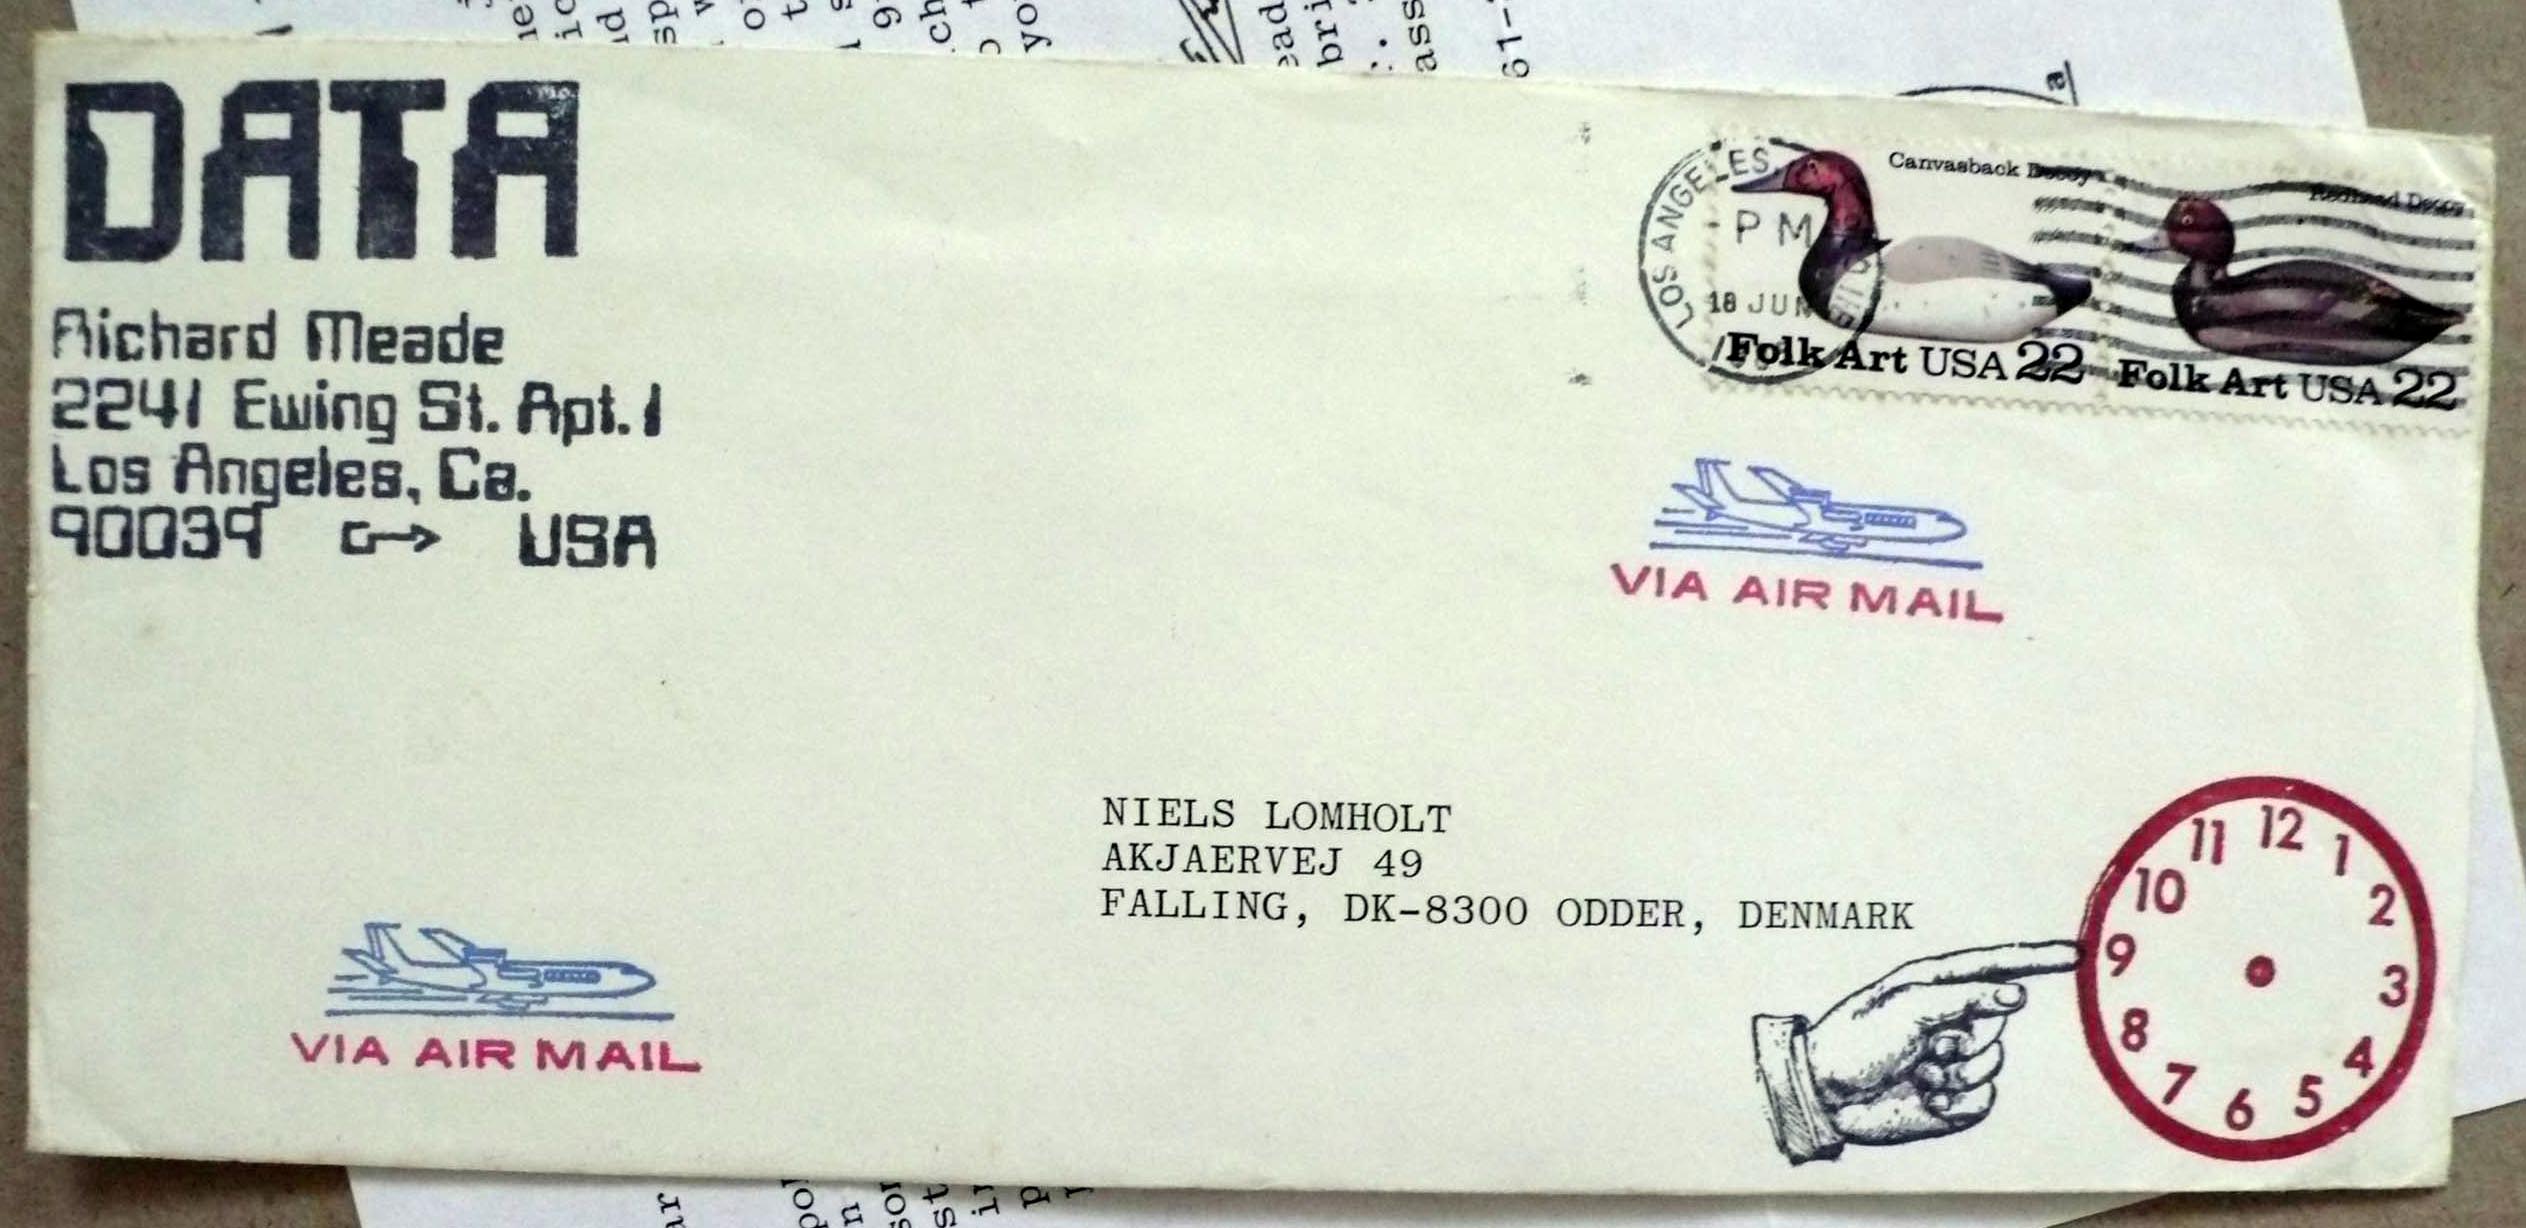 DATA
Richard Meade
2241 Ewing St. Apt. 1
Los Angeles, Ca.
90039 USA
LOS ANGELES
PM
18 JUN
Canvasback Decoy
Folk Art USA 22
Redhead Decoy
Folk Art USA 22
VIA AIR MAIL
NIELS LOMHOLT
AKJAERVEJ 49
FALLING, DK-8300 ODDER, DENMARK
VIA AIR MAIL
12
1
2
3
4
5
6
7
8
9
10
11